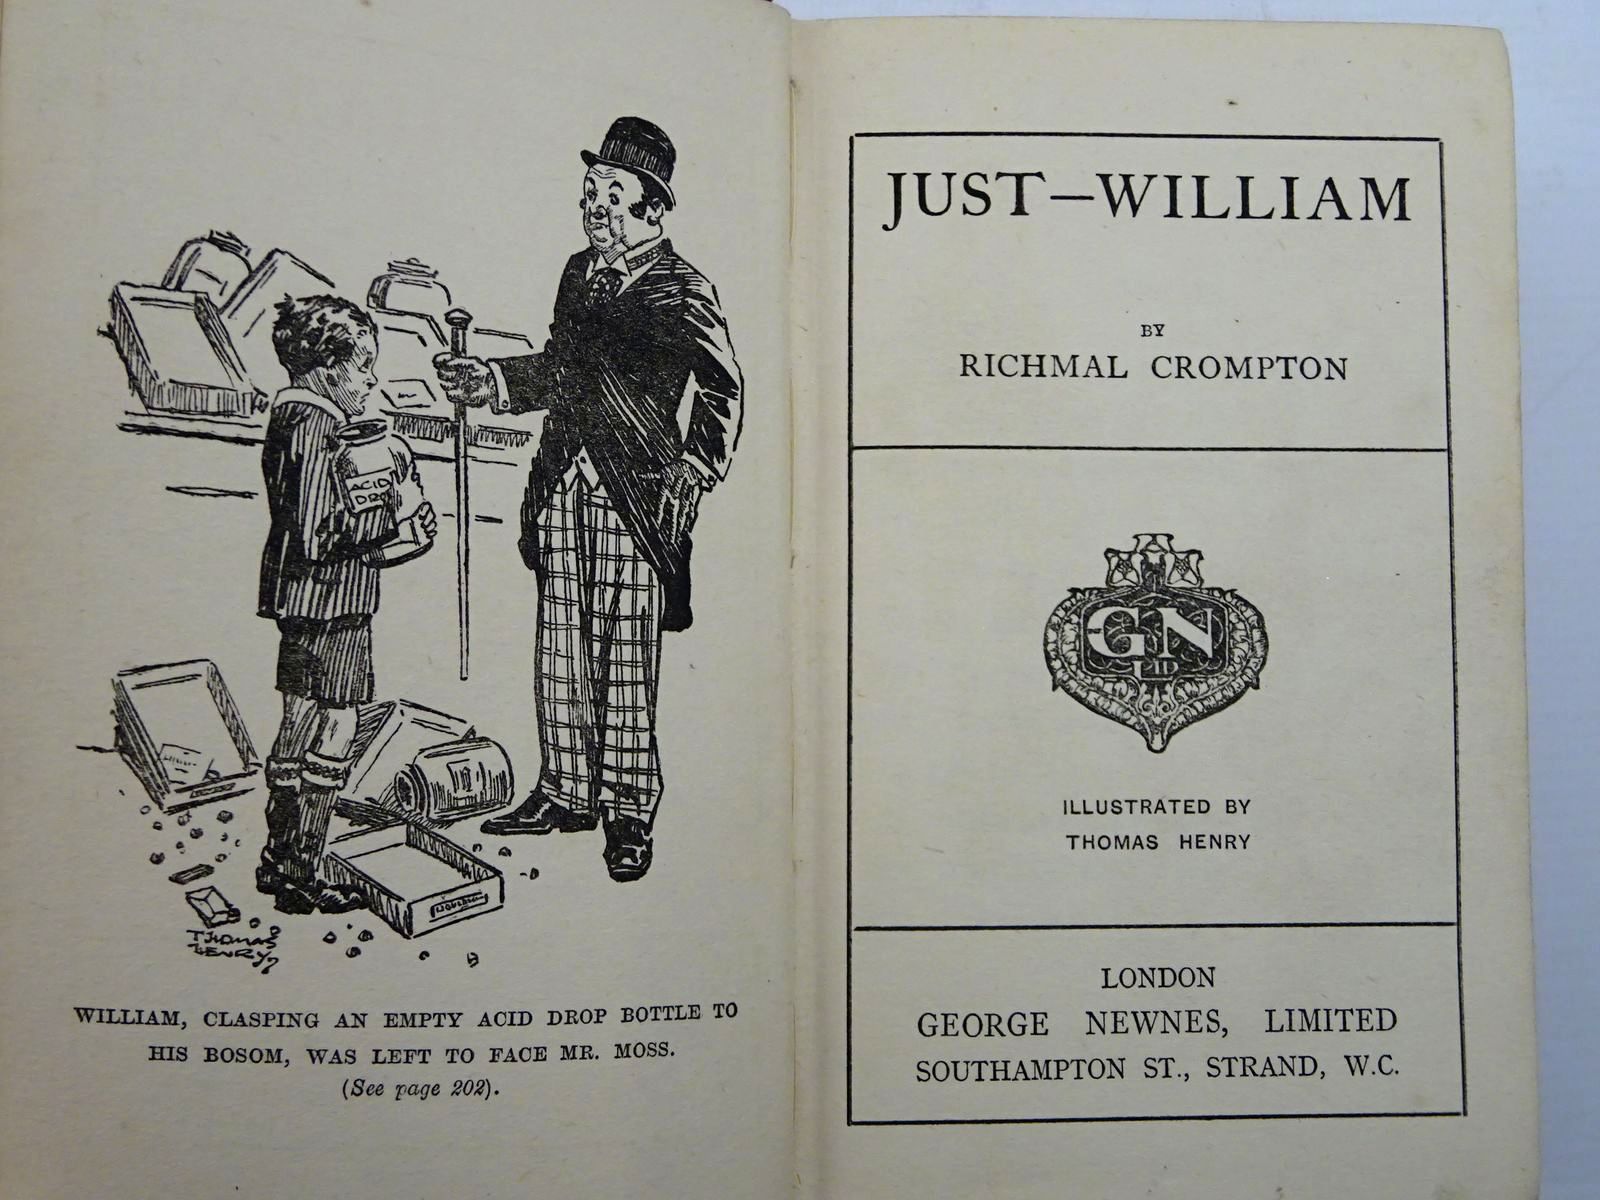 ACID
DRO
THOMAS
HENRY
WILLIAM, CLASPING AN EMPTY ACID DROP BOTTLE TO
HIS BOSOM, WAS LEFT TO FACE MR. MOSS.
(See page 202).
JUST—WILLIAM
BY
RICHMAL CROMPTON
GN
LTD
ILLUSTRATED BY
THOMAS HENRY
LONDON
GEORGE NEWNES, LIMITED
SOUTHAMPTON ST., STRAND, W.C.